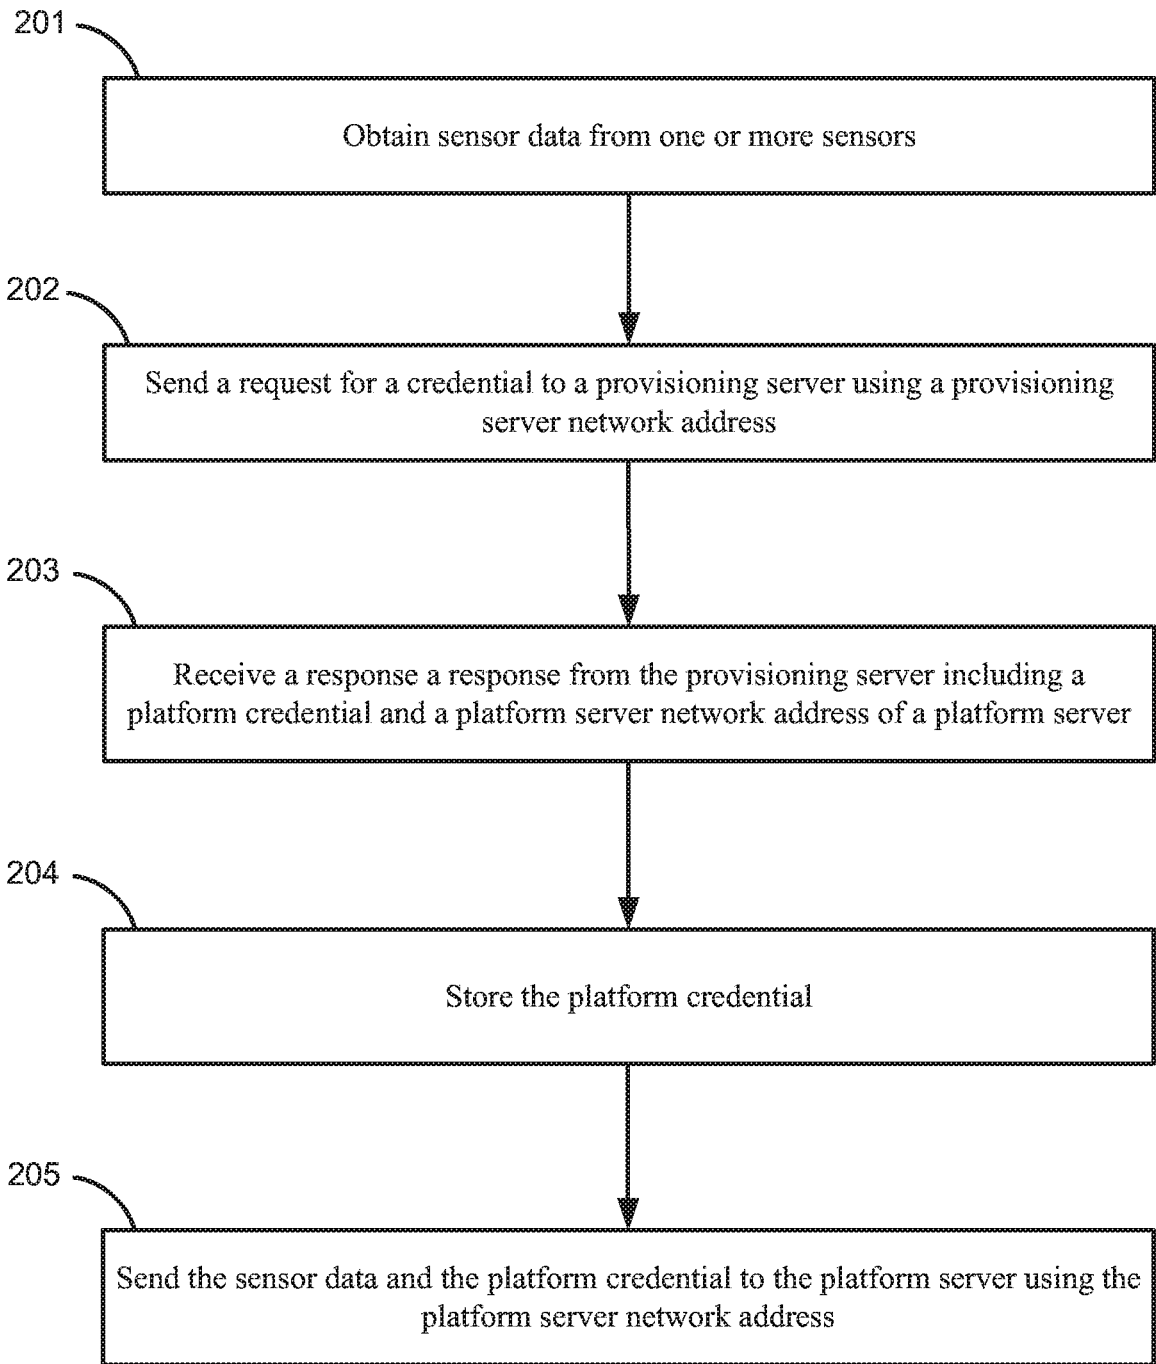 201
Obtain sensor data from one or more sensors
202
Send a request for a credential to a provisioning server using a provisioning
server network address
203
Receive a response a response from the provisioning server including a
platform credential and a platform server network address of a platform server
204
Store the platform credential
205
Send the sensor data and the platform credential to the platform server using the
platform server network address